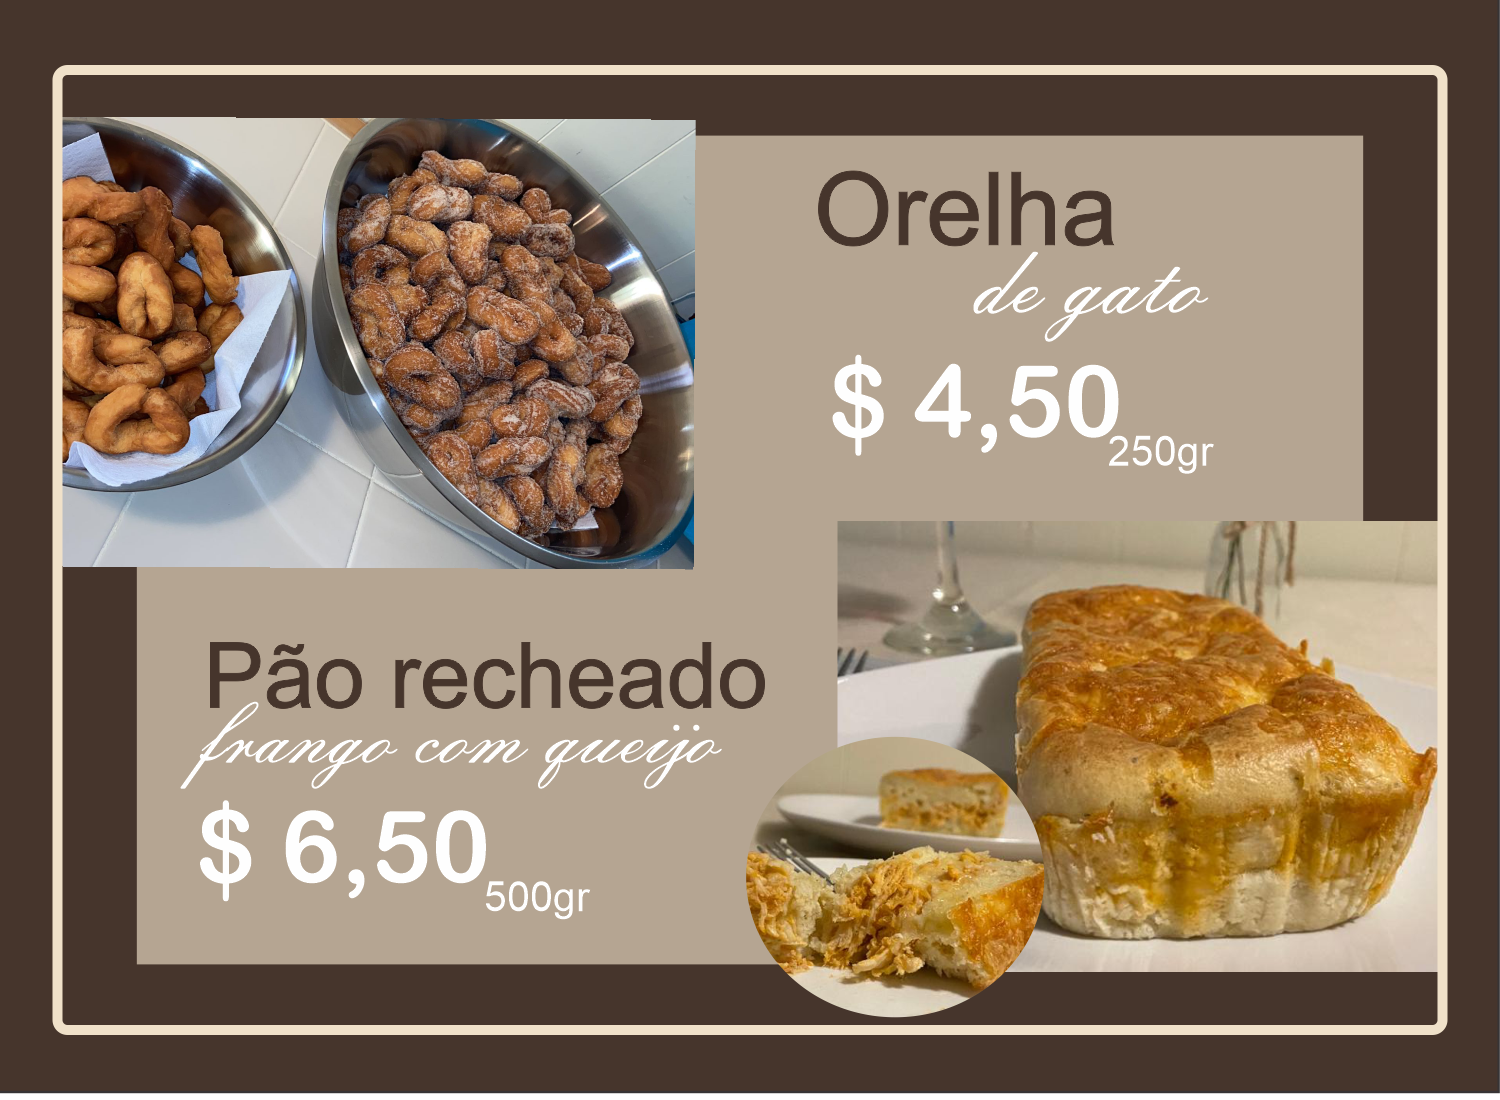 Orelha
de gato
$ 4,50
250gr
Pão recheado
frango com queijo
$ 6,50
500gr